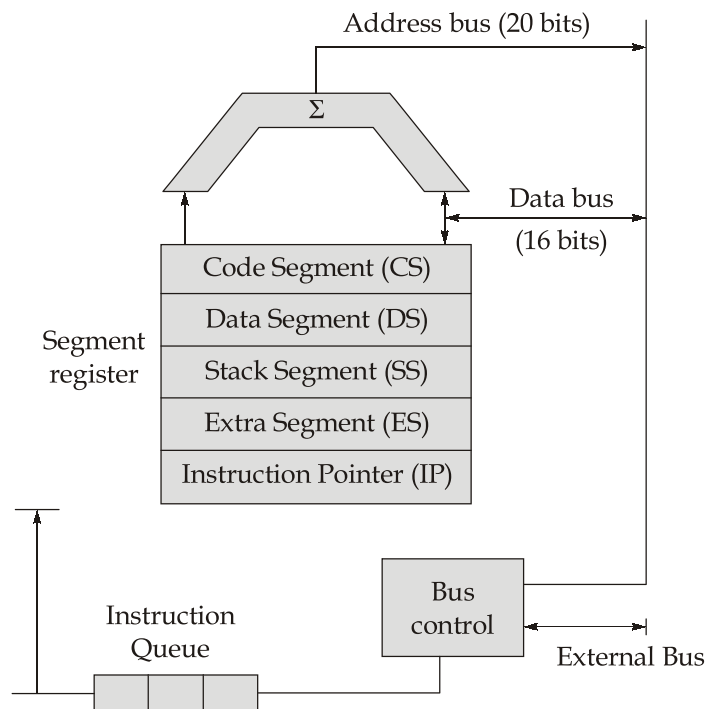 Address bus (20 bits)
Σ
Data bus
(16 bits)
Code Segment (CS)
Data Segment (DS)
Segment
register
Stack Segment (SS)
Extra Segment (ES)
Instruction Pointer (IP)
Bus
control
Instruction
Queue
External Bus